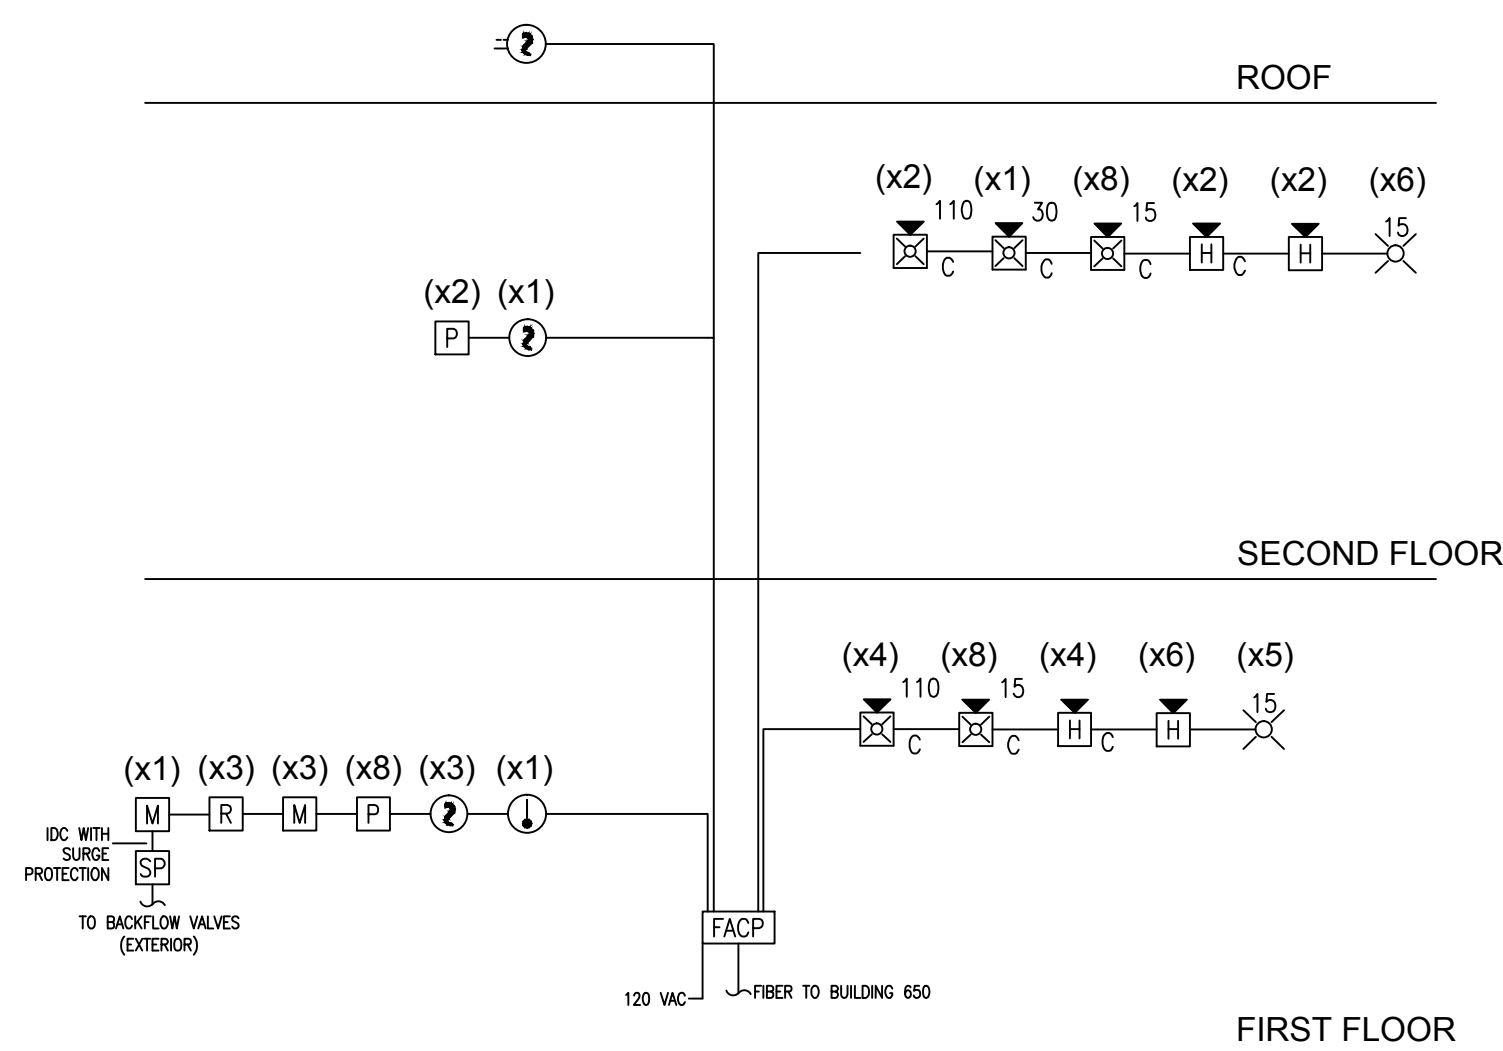 ROOF
(x2) (x1) (x8) (x2) (x2) (x6)
110 30 15 15
H H
C C C C
(x2) (x1)
P
SECOND FLOOR
(x4) (x8) (x4) (x6) (x5)
110 15 15
H H
C C C
(x1) (x3) (x3) (x8) (x3) (x1)
M R M P
IDC WITH
SURGE
PROTECTION
SP
TO BACKFLOW VALVES
(EXTERIOR)
FACP
120 VAC
FIBER TO BUILDING 650
FIRST FLOOR